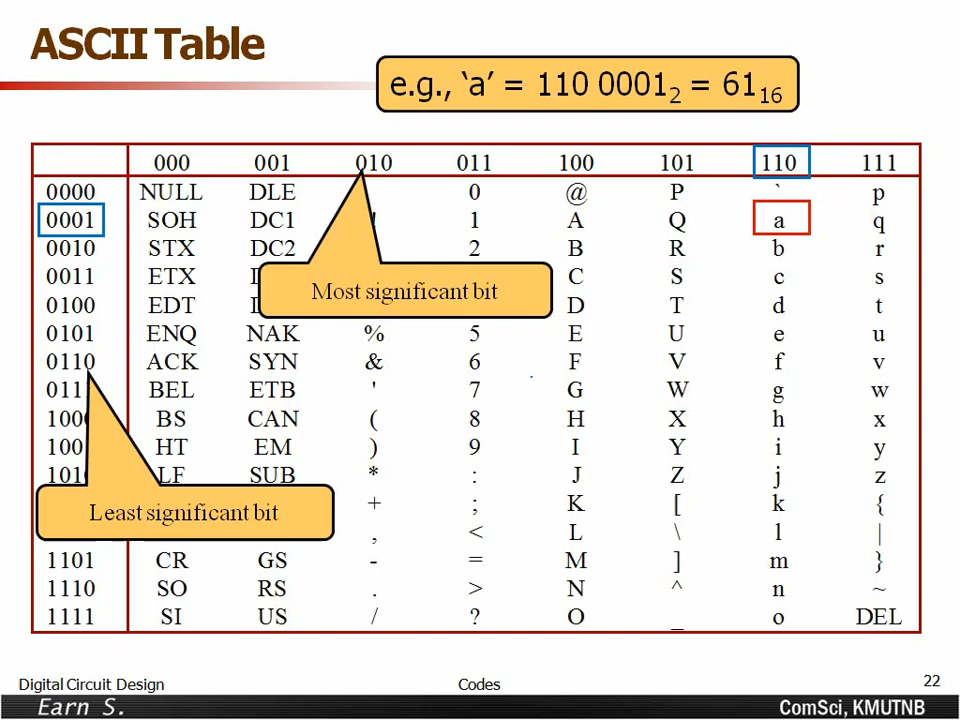 ASCII Table
e.g., ‘a’ = 110 0001₂ = 61₁₆
000 001 010 011 100 101 110 111
0000 NULL DLE 0 @ P ` p
0001 SOH DC1 1 A Q a q
0010 STX DC2 2 B R b r
0011 ETX C S c s
Most significant bit
0100 EDT D T d t
0101 ENQ NAK % 5 E U e u
0110 ACK SYN & 6 F V f v
BEL ETB ' 7 G W g w
BS CAN ( 8 H X h x
HT EM ) 9 I Y i y
1010 LF SUB * : J Z j z
Least significant bit
+ ; K [ k {
, < L \ l |
1101 CR GS - = M ] m }
1110 SO RS . > N ^ n ~
1111 SI US / ? O _ o DEL
Digital Circuit Design Codes 22
Earn S. ComSci, KMUTNB